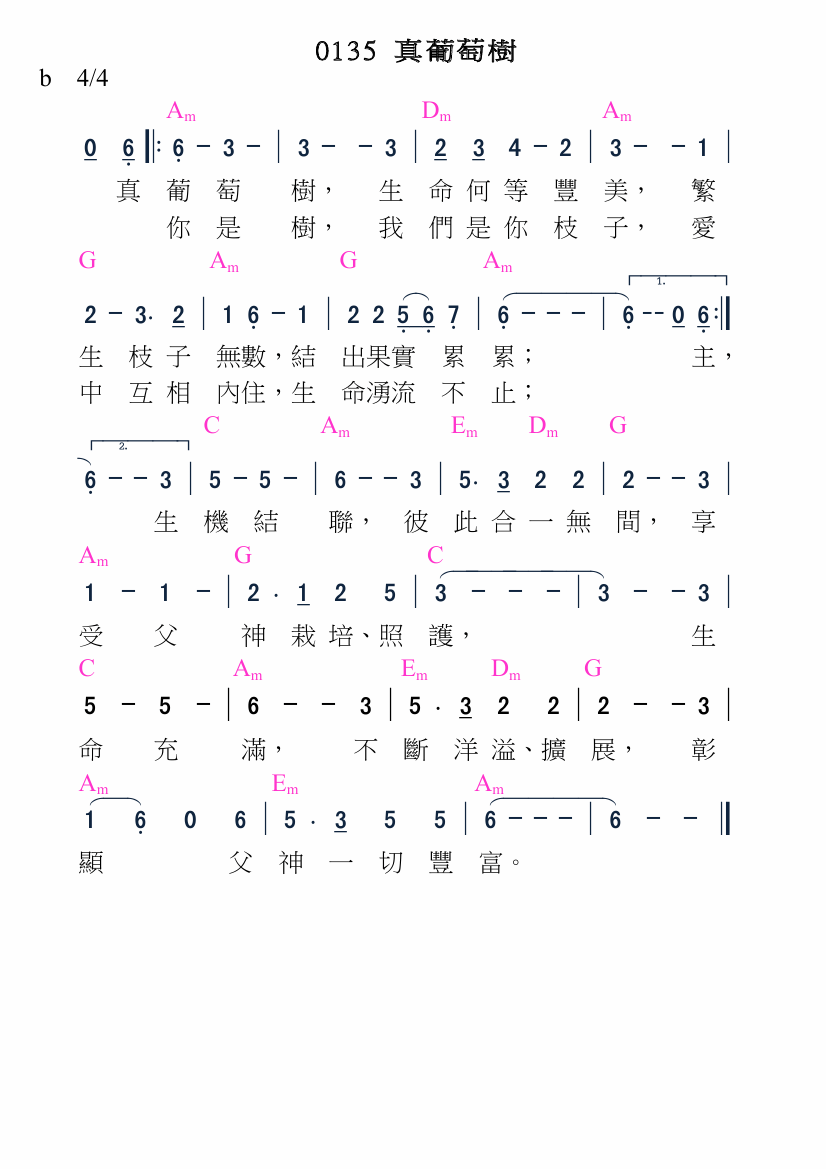 0135 真葡萄樹
b 4/4
Am Dm Am
0 6 6 - 3 - | 3 - - 3 | 2 3 4 - 2 | 3 - - 1 |
真 葡 萄 樹， 生 命 何 等 豐 美， 繁
你 是 樹， 我 們 是 你 枝 子， 愛
G Am G Am
1.
2 - 3. 2 | 1 6 - 1 | 2 2 5 6 7 | 6 - - - | 6 - - 0 6 :|
生 枝 子 無數，結 出果實 累 累； 主，
中 互 相 內住，生 命湧流 不 止；
C Am Em Dm G
2.
6 - - 3 | 5 - 5 - | 6 - - 3 | 5. 3 2 2 | 2 - - 3 |
生 機 結 聯， 彼 此 合 一 無 間， 享
Am G C
1 - 1 - | 2 . 1 2 5 | 3 - - - | 3 - - 3 |
受 父 神 栽 培、照 護， 生
C Am Em Dm G
5 - 5 - | 6 - - 3 | 5 . 3 2 2 | 2 - - 3 |
命 充 滿， 不 斷 洋 溢、擴 展， 彰
Am Em Am
1 6 0 6 | 5 . 3 5 5 | 6 - - - | 6 - - ||
顯 父 神 一 切 豐 富。